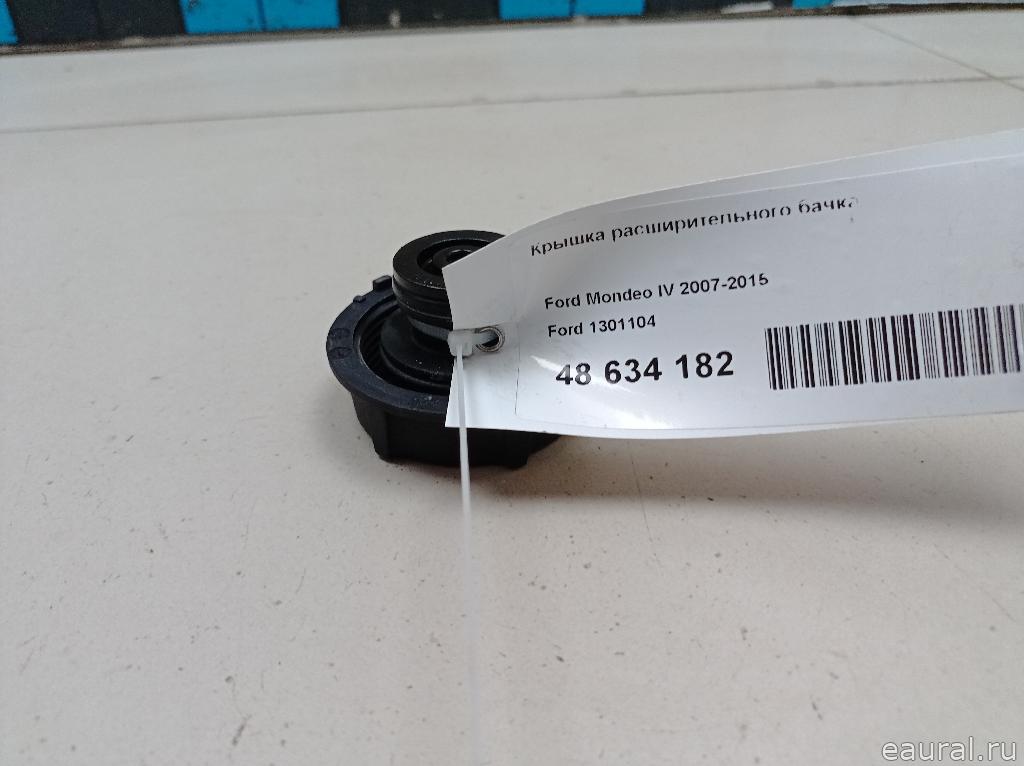 Крышка расширительного бачка
Ford Mondeo IV 2007-2015
Ford 1301104
48 634 182
eaural.ru